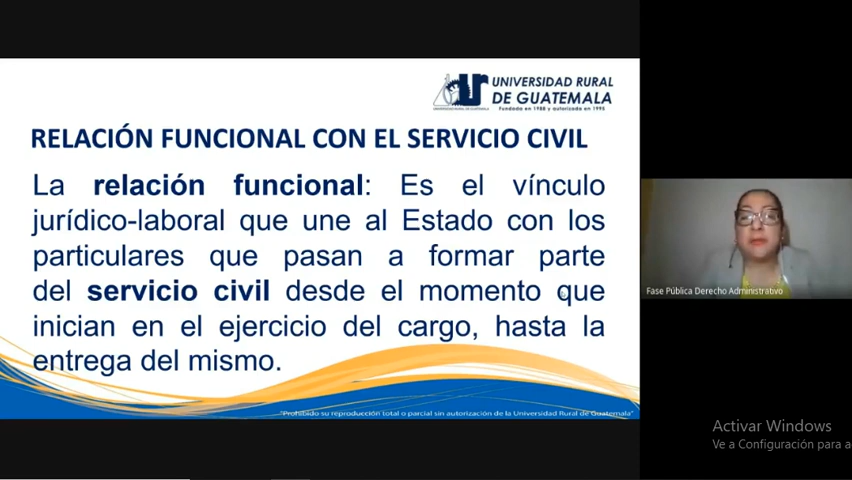 UNIVERSIDAD RURAL
DE GUATEMALA
Fundada en 1988 y autorizada en 1995
RELACIÓN FUNCIONAL CON EL SERVICIO CIVIL
La relación funcional: Es el vínculo
jurídico-laboral que une al Estado con los
particulares que pasan a formar parte
del servicio civil desde el momento que
inician en el ejercicio del cargo, hasta la
entrega del mismo.
"Prohibido su reproducción total o parcial sin autorización de la Universidad Rural de Guatemala"
Fase Pública Derecho Administrativo
Activar Windows
Ve a Configuración para a